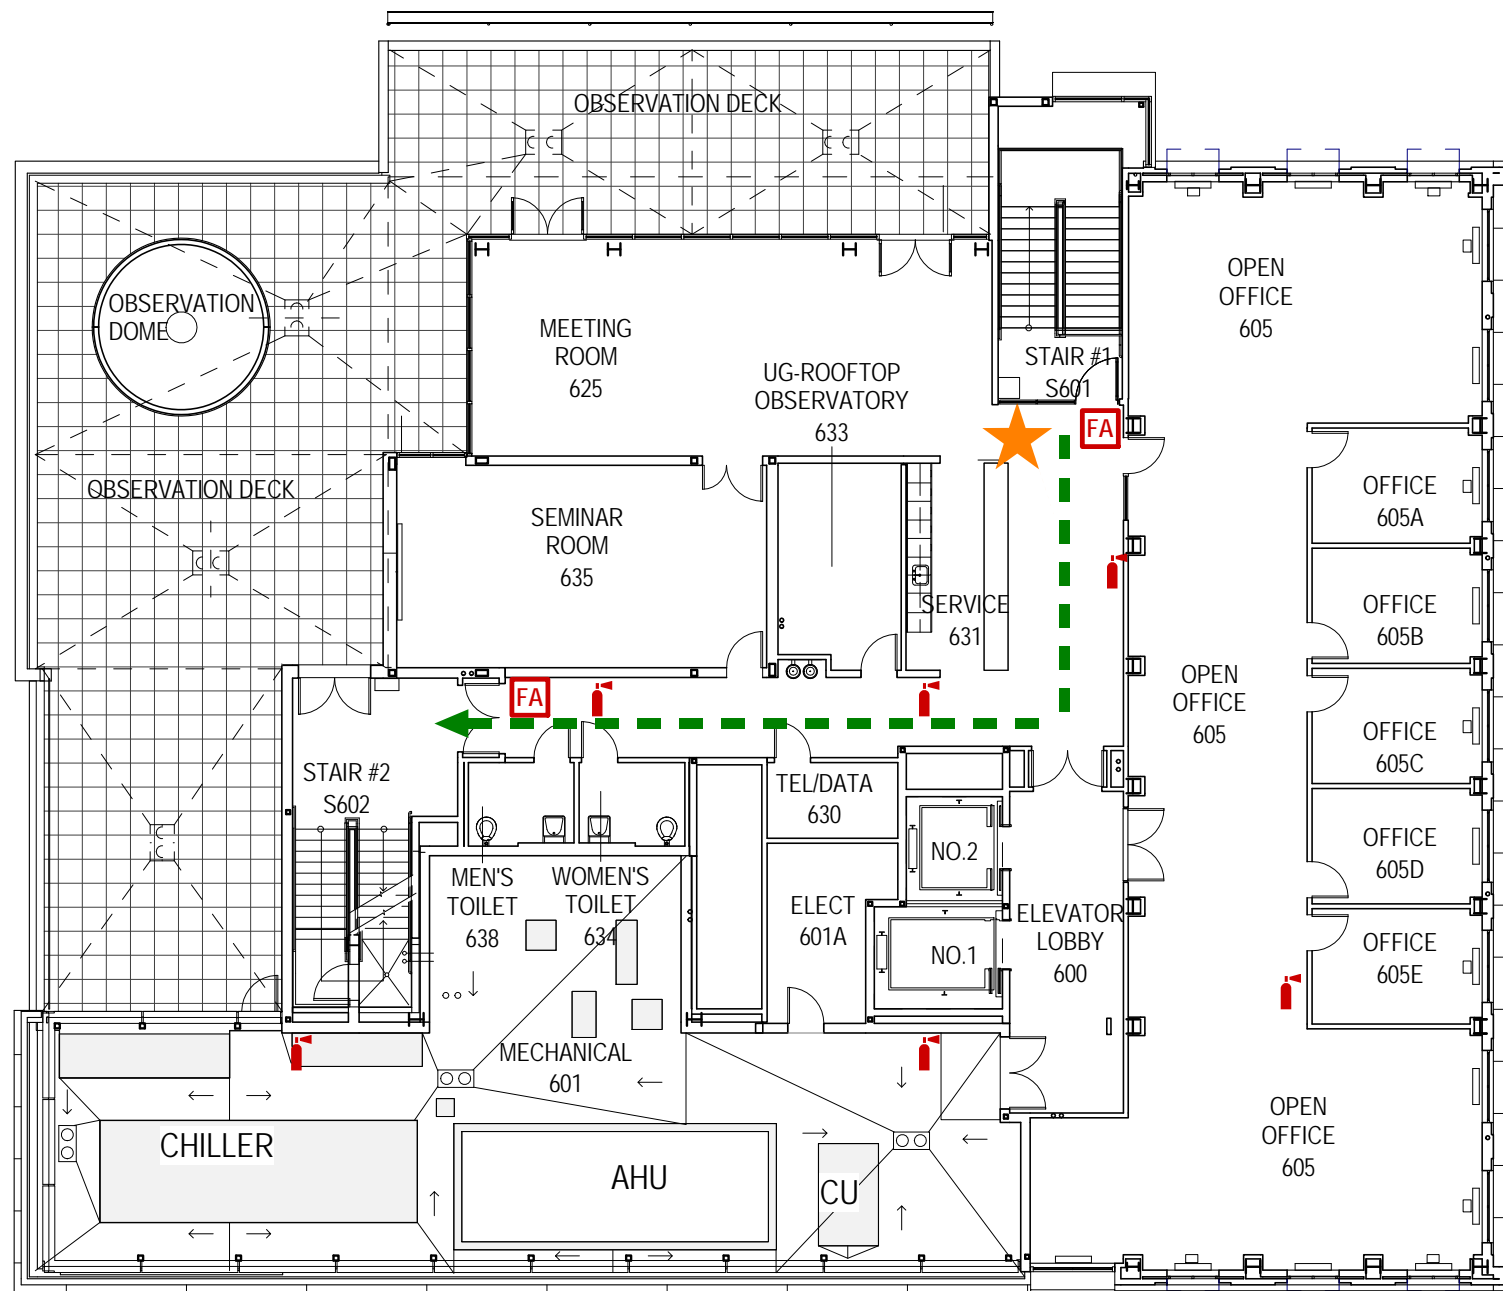 OBSERVATION DECK
OBSERVATION
DOME
OPEN
OFFICE
605
MEETING
ROOM
625
UG-ROOFTOP
OBSERVATORY
633
STAIR #1
S601
FA
OBSERVATION DECK
SEMINAR
ROOM
635
OFFICE
605A
SERVICE
631
OFFICE
605B
OPEN
OFFICE
605
FA
OFFICE
605C
STAIR #2
S602
TEL/DATA
630
NO.2
OFFICE
605D
MEN'S
TOILET
638
WOMEN'S
TOILET
634
ELECT
601A
NO.1
ELEVATOR
LOBBY
600
OFFICE
605E
MECHANICAL
601
CHILLER
AHU
CU
OPEN
OFFICE
605